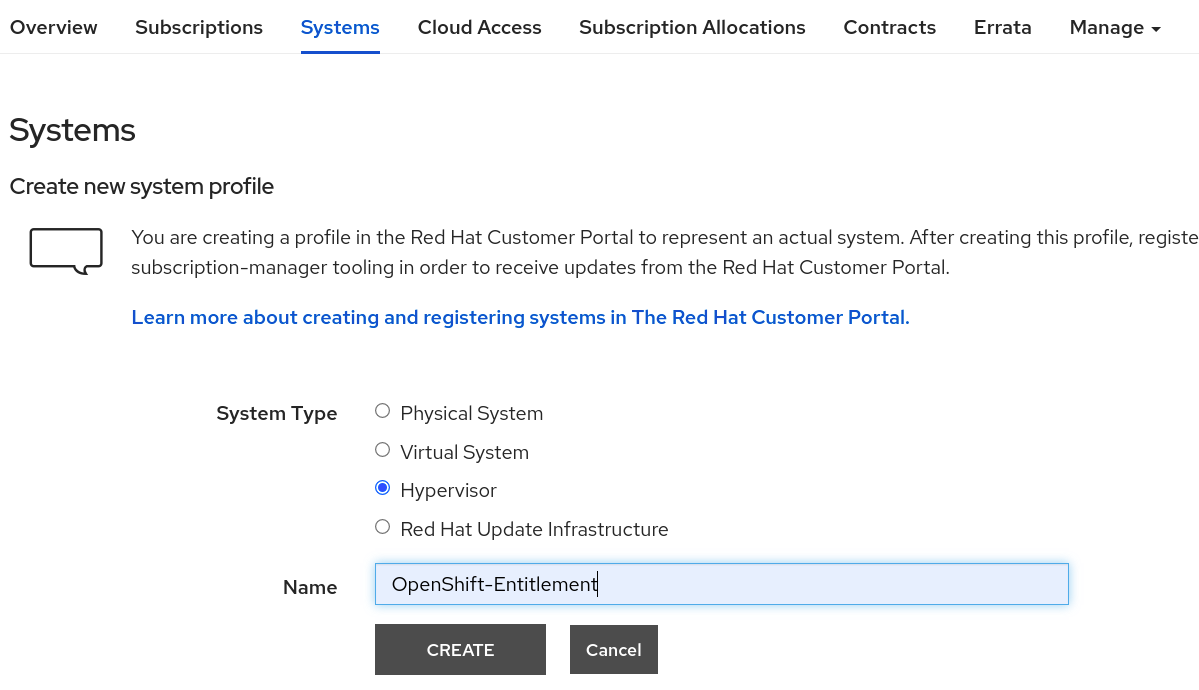 Overview Subscriptions Systems Cloud Access Subscription Allocations Contracts Errata Manage
Systems
Create new system profile
You are creating a profile in the Red Hat Customer Portal to represent an actual system. After creating this profile, registe
subscription-manager tooling in order to receive updates from the Red Hat Customer Portal.
Learn more about creating and registering systems in The Red Hat Customer Portal.
System Type Physical System
Virtual System
Hypervisor
Red Hat Update Infrastructure
Name OpenShift-Entitlement
CREATE Cancel